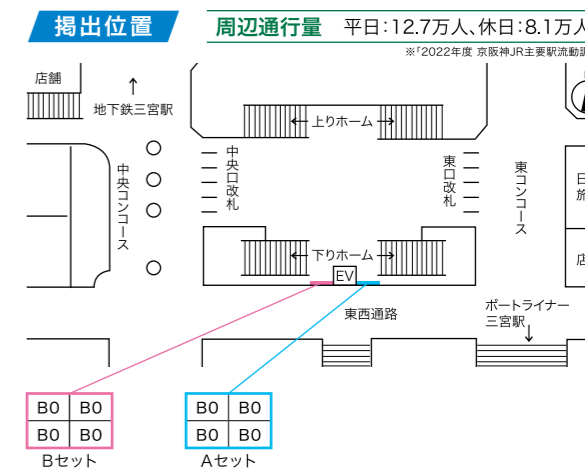 掲出位置
周辺通行量 平日:12.7万人、休日:8.1万人
※「2022年度 京阪神JR主要駅流動調
店舗
地下鉄三宮駅
上りホーム
中央コンコース
中央口改札
東口改札
東コンコース
下りホーム
EV
東西通路
ポートライナー
三宮駅
B0 B0
B0 B0
Bセット
B0 B0
B0 B0
Aセット